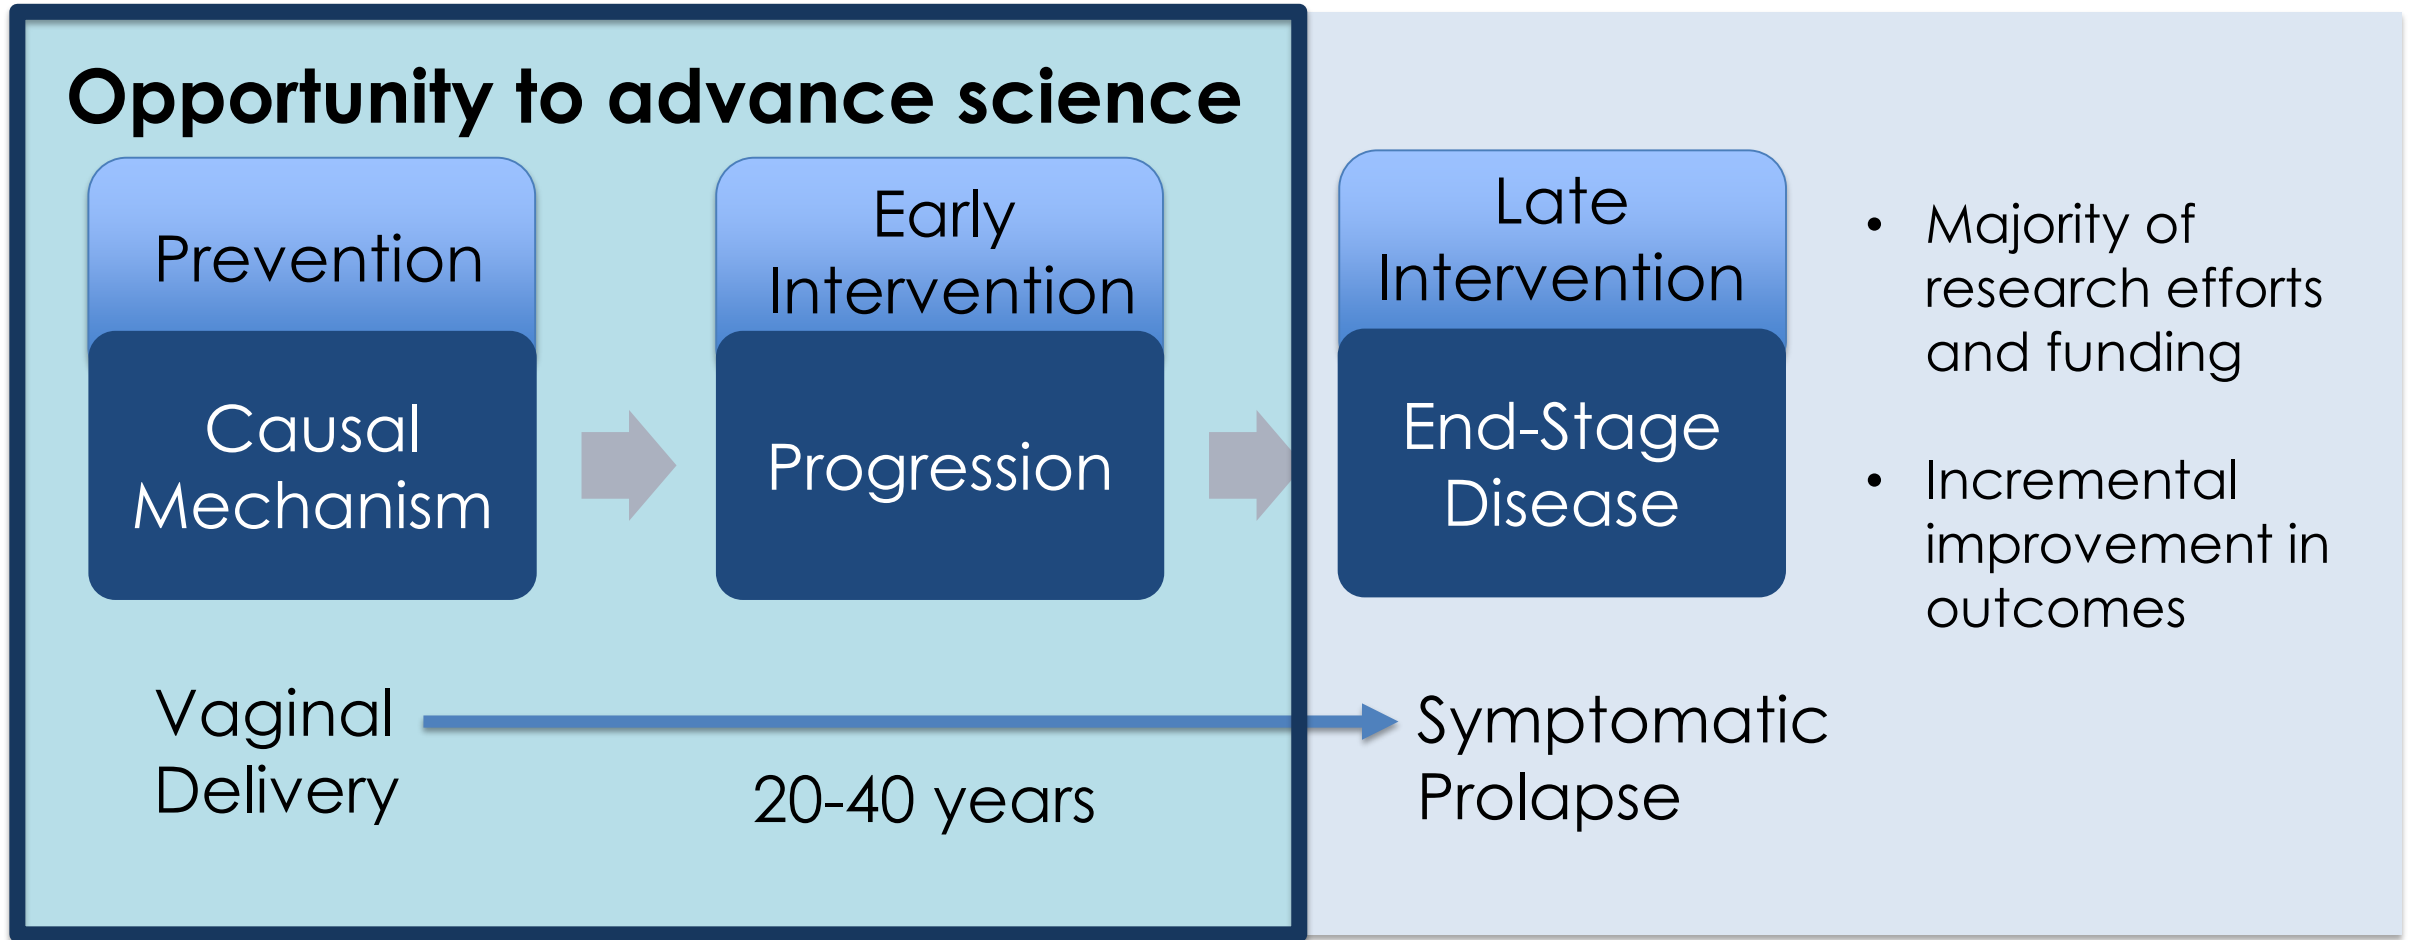 Opportunity to advance science
Prevention
Causal
Mechanism
Early
Intervention
Progression
Late
Intervention
End-Stage
Disease
• Majority of
research efforts
and funding
• Incremental
improvement in
outcomes
Vaginal
Delivery
20-40 years
Symptomatic
Prolapse